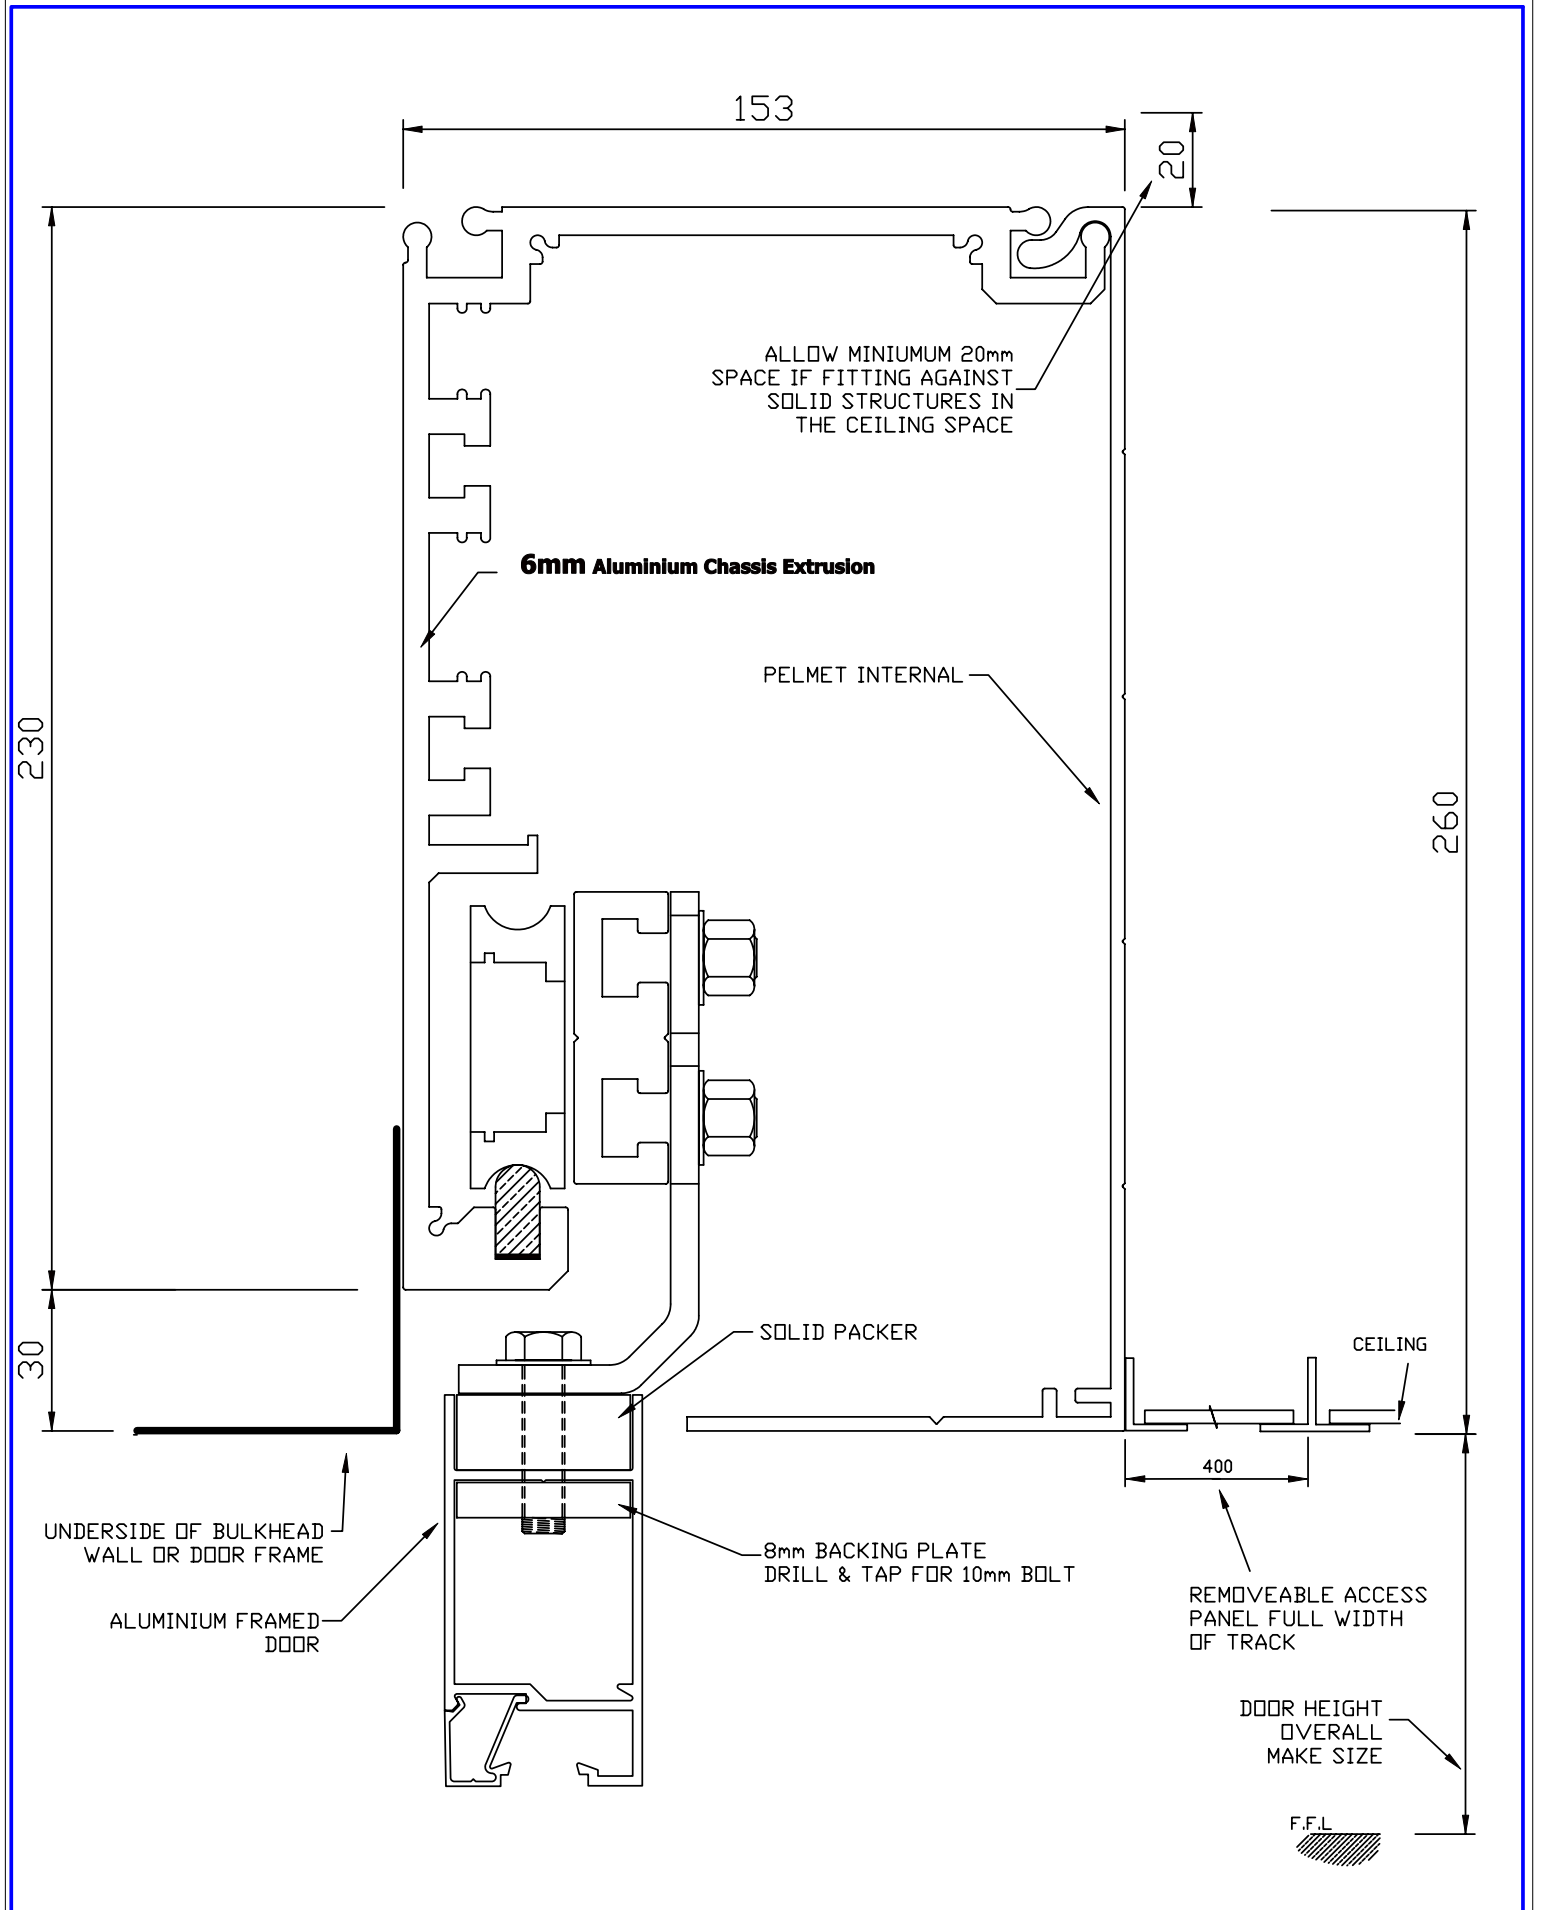 153
20
ALLOW MINIUMUM 20mm
SPACE IF FITTING AGAINST
SOLID STRUCTURES IN
THE CEILING SPACE
6mm Aluminium Chassis Extrusion
PELMET INTERNAL
230
260
SOLID PACKER
CEILING
30
400
UNDERSIDE OF BULKHEAD
WALL OR DOOR FRAME
8mm BACKING PLATE
DRILL & TAP FOR 10mm BOLT
REMOVEABLE ACCESS
PANEL FULL WIDTH
OF TRACK
ALUMINIUM FRAMED
DOOR
DOOR HEIGHT
OVERALL
MAKE SIZE
F.F.L